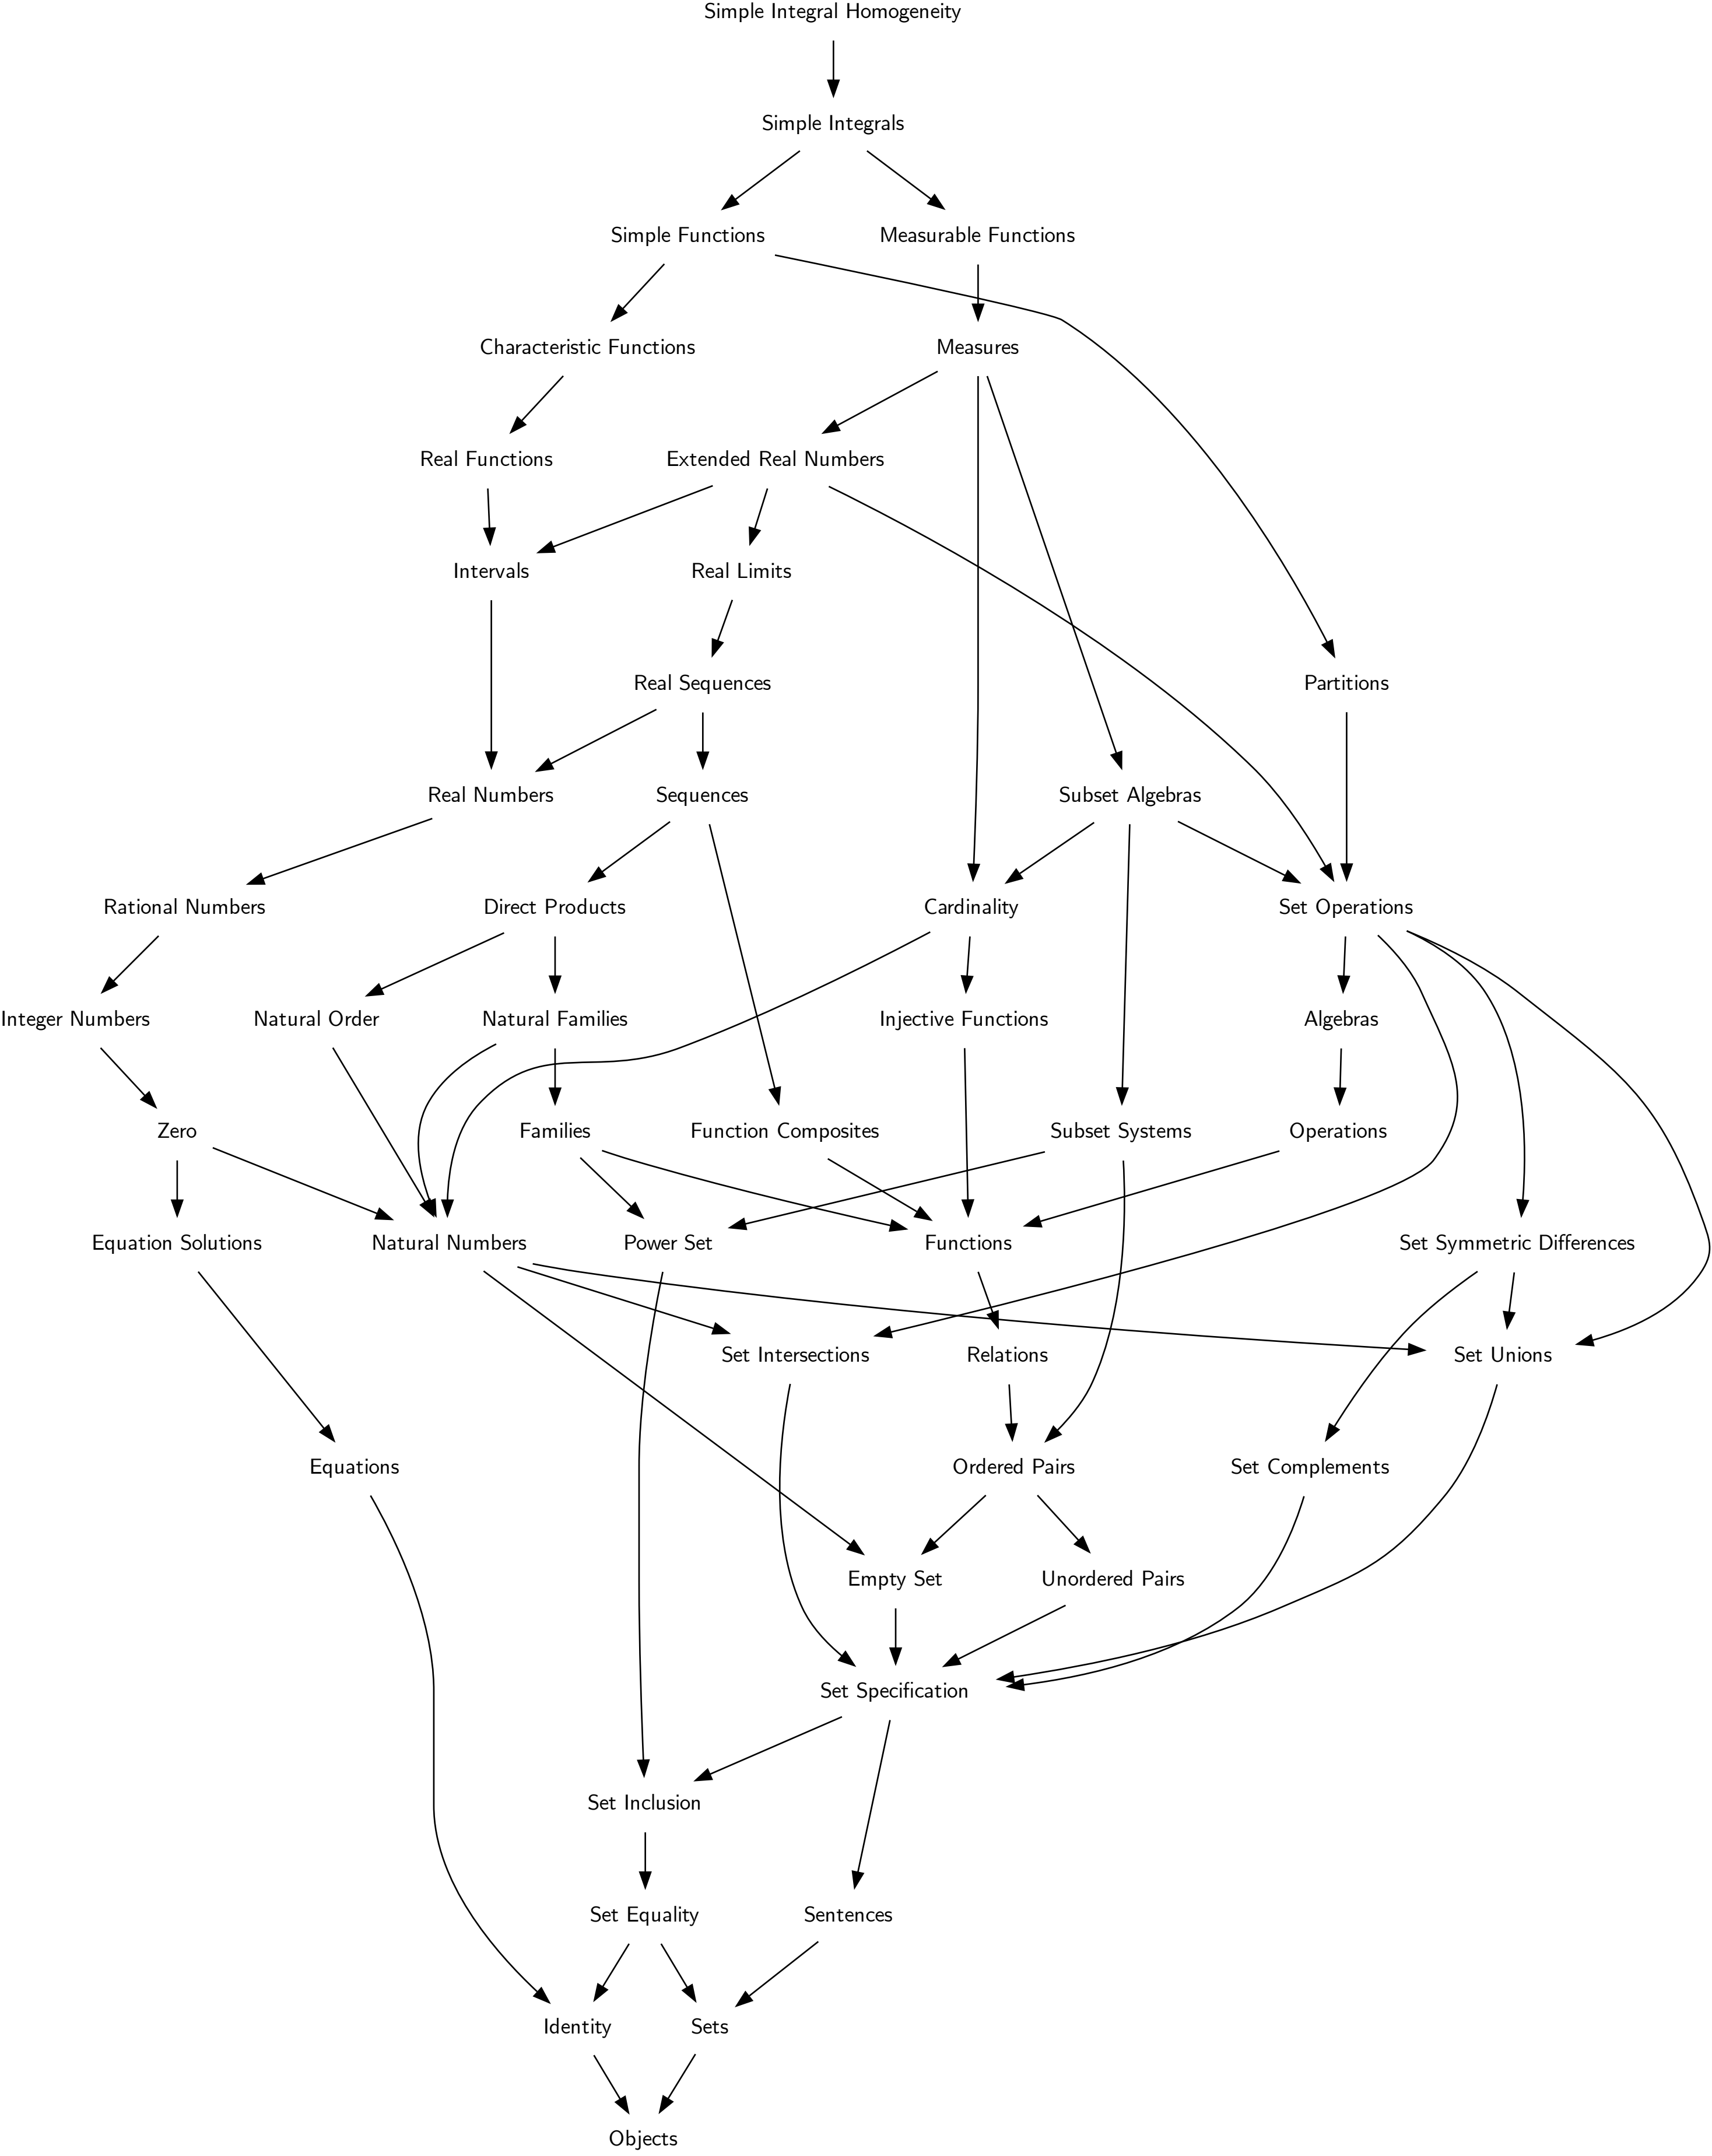 Simple Integral Homogeneity
Simple Integrals
Simple Functions
Measurable Functions
Characteristic Functions
Measures
Real Functions
Extended Real Numbers
Intervals
Real Limits
Real Sequences
Partitions
Real Numbers
Sequences
Subset Algebras
Rational Numbers
Direct Products
Cardinality
Set Operations
Integer Numbers
Natural Order
Natural Families
Injective Functions
Algebras
Zero
Families
Function Composites
Subset Systems
Operations
Equation Solutions
Natural Numbers
Power Set
Functions
Set Symmetric Differences
Set Intersections
Relations
Set Unions
Equations
Ordered Pairs
Set Complements
Empty Set
Unordered Pairs
Set Specification
Set Inclusion
Set Equality
Sentences
Identity
Sets
Objects